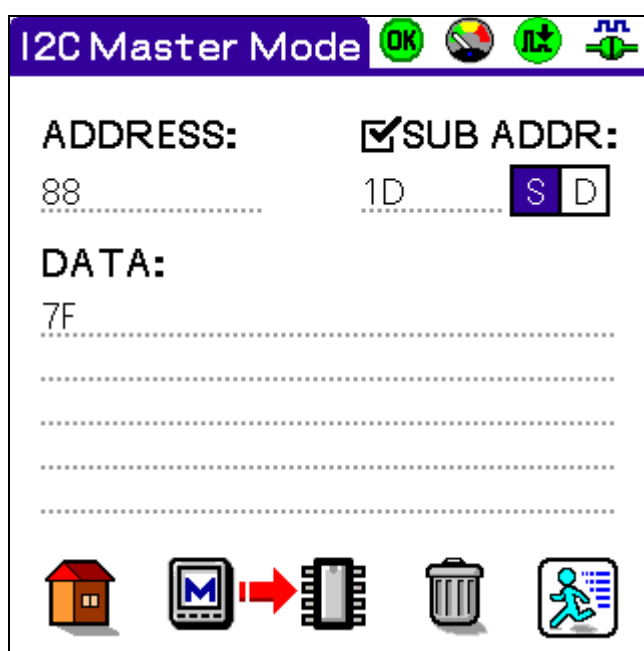 I2C Master Mode OK
ADDRESS: SUB ADDR:
88 1D S D
DATA:
7F
M